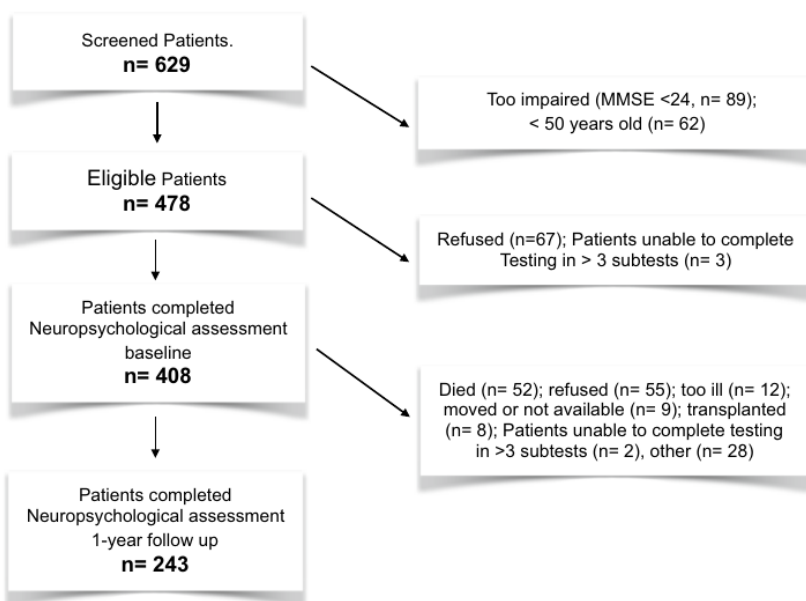 Screened Patients.
n= 629
Too impaired (MMSE <24, n= 89);
< 50 years old (n= 62)
Eligible Patients
n= 478
Refused (n=67); Patients unable to complete
Testing in > 3 subtests (n= 3)
Patients completed
Neuropsychological assessment
baseline
n= 408
Died (n= 52); refused (n= 55); too ill (n= 12);
moved or not available (n= 9); transplanted
(n= 8); Patients unable to complete testing
in >3 subtests (n= 2), other (n= 28)
Patients completed
Neuropsychological assessment
1-year follow up
n= 243